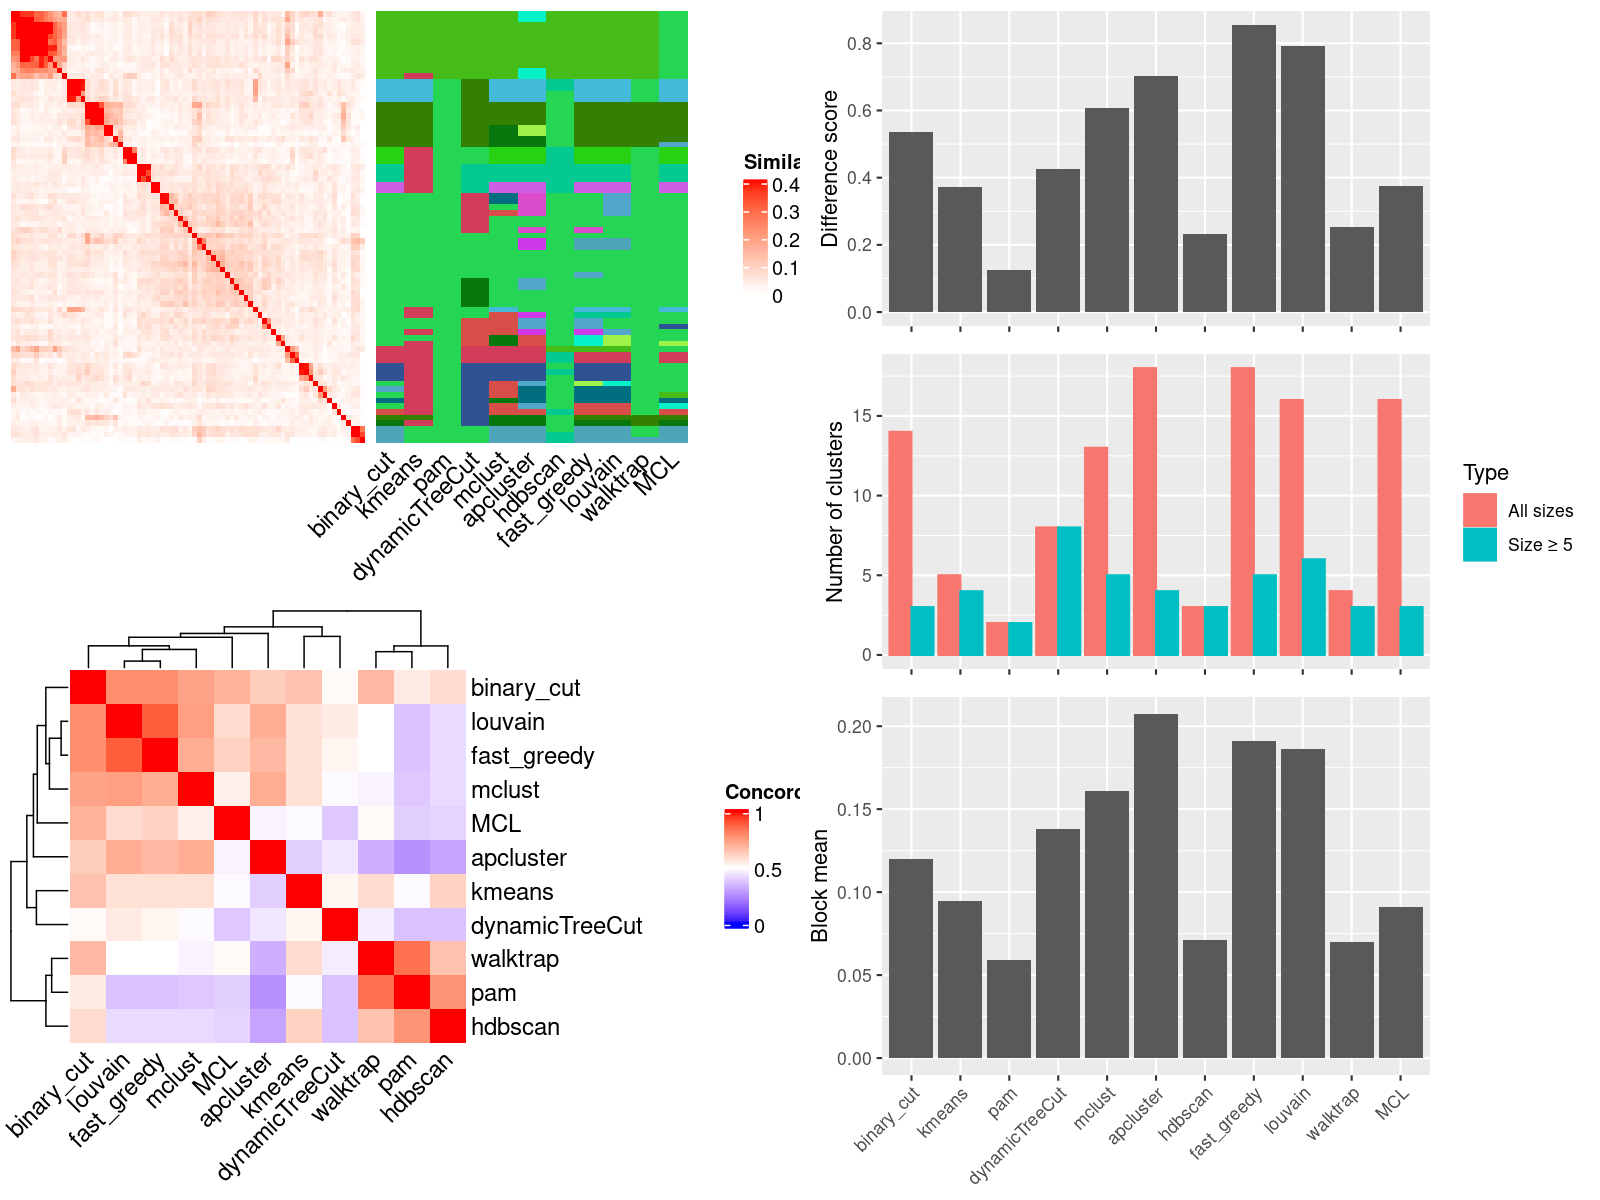 Simila
0.4
0.3
0.2
0.1
0
binary_cut
kmeans
pam
dynamicTreeCut
mclust
apcluster
hdbscan
fast_greedy
louvain
walktrap
MCL
binary_cut
louvain
fast_greedy
mclust
MCL
apcluster
kmeans
dynamicTreeCut
walktrap
pam
hdbscan
Concord
1
0.5
0
binary_cut
louvain
fast_greedy
mclust
MCL
apcluster
kmeans
dynamicTreeCut
walktrap
pam
hdbscan
Difference score
0.8
0.6
0.4
0.2
0.0
Number of clusters
15
10
5
0
Type
All sizes
Size ≥ 5
Block mean
0.20
0.15
0.10
0.05
0.00
binary_cut
kmeans
pam
dynamicTreeCut
mclust
apcluster
hdbscan
fast_greedy
louvain
walktrap
MCL